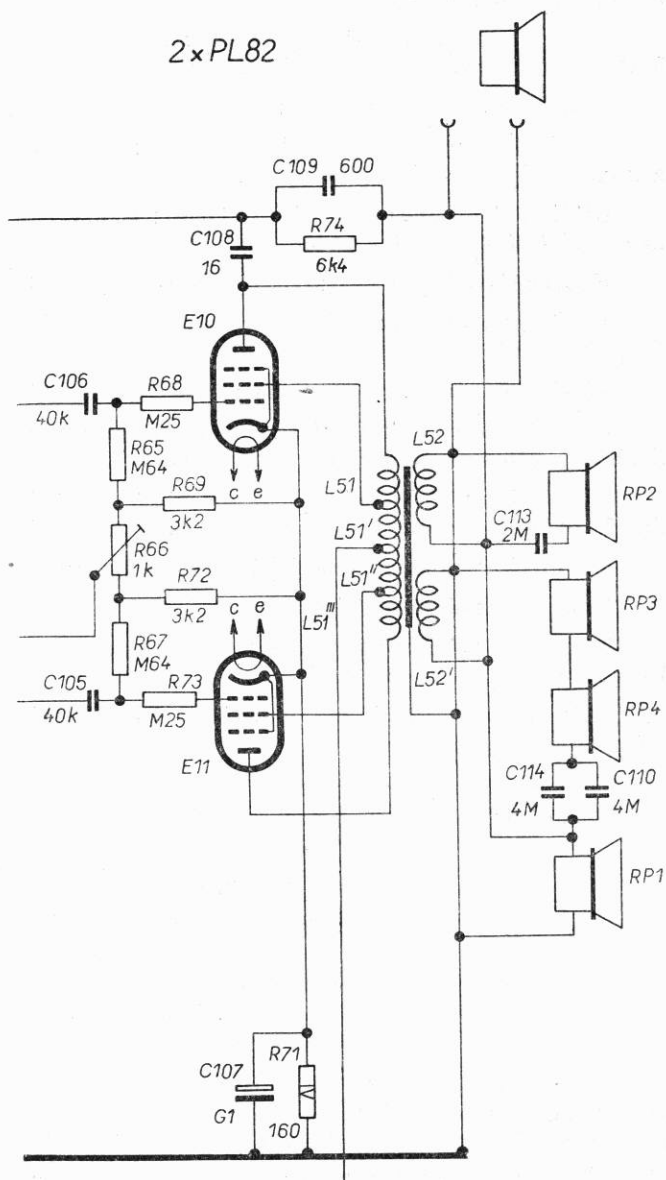 2 x PL82
C109 600
R74
6k4
C108
16
E10
C106
40k
R68
M25
R65
M64
c e
R69
3k2
R66
1k
R72
3k2
c e
R67
M64
C105
40k
R73
M25
E11
L51
L51'
L51''
L51'''
L52
L52'
C113
2M
RP2
RP3
RP4
C114
4M
C110
4M
RP1
C107
G1
R71
160